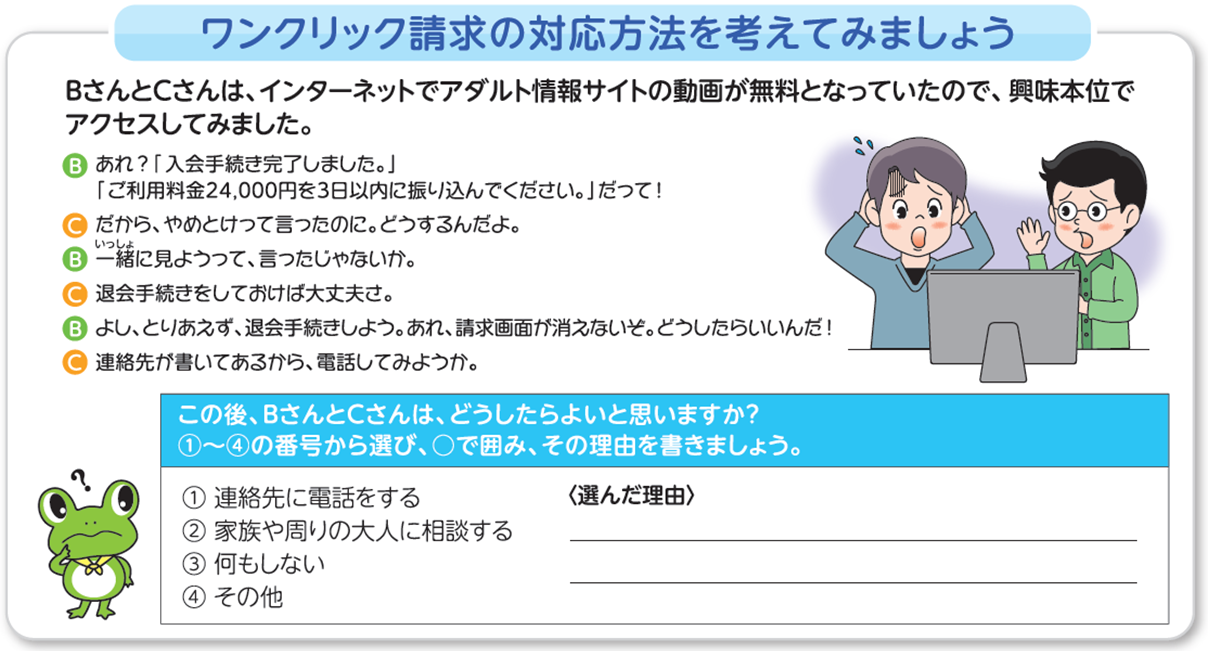 ワンクリック請求の対応方法を考えてみましょう
BさんとCさんは、インターネットでアダルト情報サイトの動画が無料となっていたので、興味本位で
アクセスしてみました。
B あれ？「入会手続き完了しました。」
「ご利用料金24,000円を3日以内に振り込んでください。」だって！
C だから、やめとけって言ったのに。どうするんだよ。
いっしょ
B 一緒に見ようって、言ったじゃないか。
C 退会手続きをしておけば大丈夫さ。
B よし、とりあえず、退会手続きしよう。あれ、請求画面が消えないぞ。どうしたらいいんだ！
C 連絡先が書いてあるから、電話してみようか。
この後、BさんとCさんは、どうしたらよいと思いますか？
①〜④の番号から選び、○で囲み、その理由を書きましょう。
?
① 連絡先に電話をする
② 家族や周りの大人に相談する
③ 何もしない
④ その他
〈選んだ理由〉